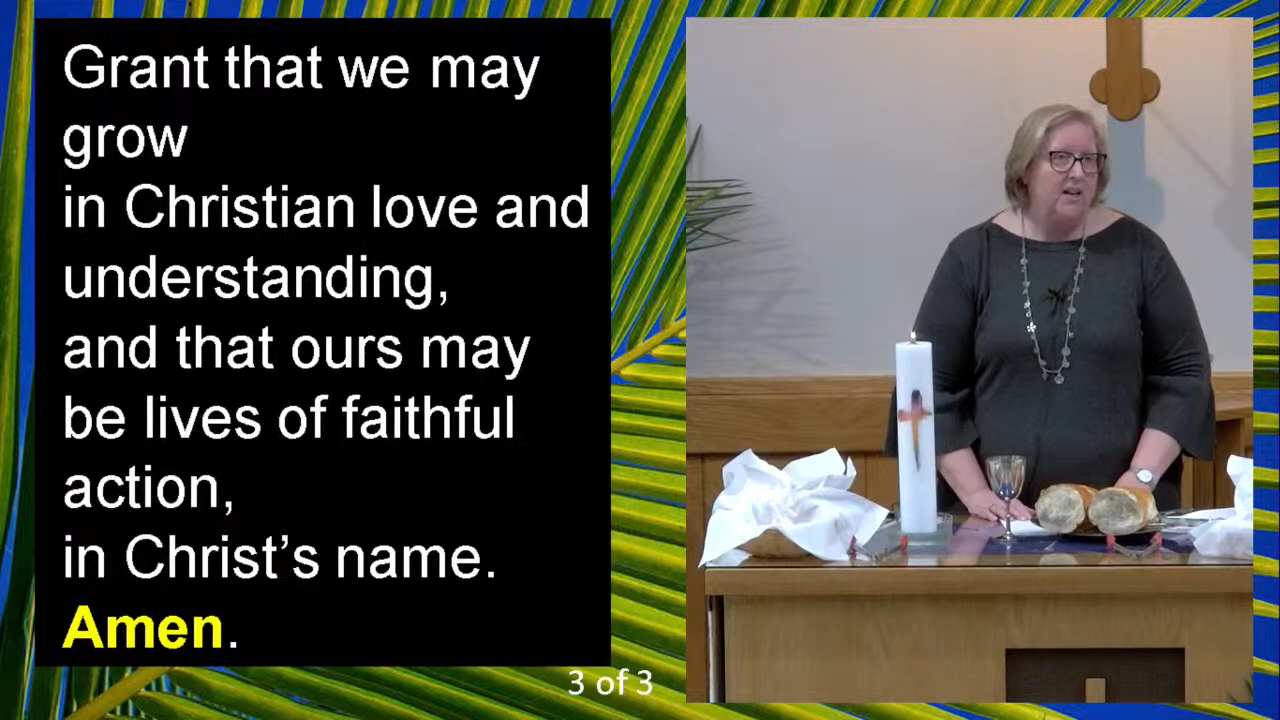 Grant that we may
grow
in Christian love and
understanding,
and that ours may
be lives of faithful
action,
in Christ’s name.
Amen.
3 of 3